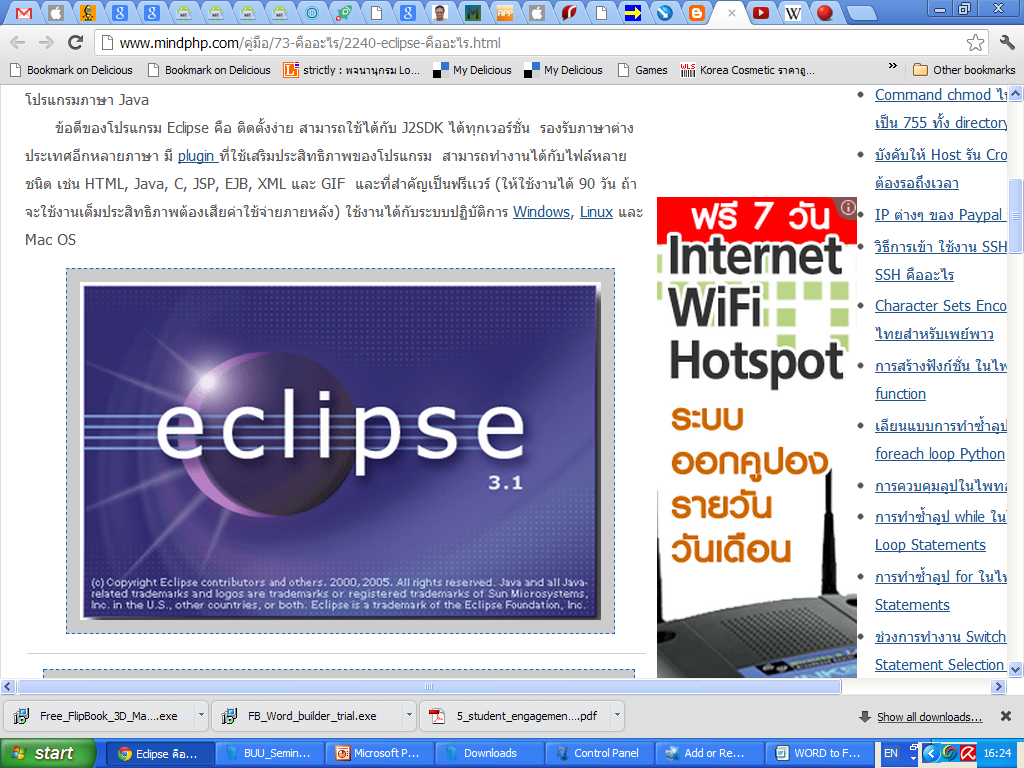 www.mindphp.com/คู่มือ/73-คืออะไร/2240-eclipse-คืออะไร.html
Bookmark on Delicious
Bookmark on Delicious
strictly : พจนานุกรม Lo...
My Delicious
My Delicious
Games
Korea Cosmetic ราคาถู...
»
Other bookmarks
โปรแกรมภาษา Java
ข้อดีของโปรแกรม Eclipse คือ ติดตั้งง่าย สามารถใช้ได้กับ J2SDK ได้ทุกเวอร์ชั่น รองรับภาษาต่าง
ประเทศอีกหลายภาษา มี plugin ที่ใช้เสริมประสิทธิภาพของโปรแกรม สามารถทำงานได้กับไฟล์หลาย
ชนิด เช่น HTML, Java, C, JSP, EJB, XML และ GIF และที่สำคัญเป็นฟรีแวร์ (ให้ใช้งานได้ 90 วัน ถ้า
จะใช้งานเต็มประสิทธิภาพต้องเสียค่าใช้จ่ายภายหลัง) ใช้งานได้กับระบบปฏิบัติการ Windows, Linux และ
Mac OS
eclipse
3.1
(c) Copyright Eclipse contributors and others. 2000, 2005. All rights reserved. Java and all Java-
related trademarks and logos are trademarks or registered trademarks of Sun Microsystems,
Inc. in the U.S., other countries, or both. Eclipse is a trademark of the Eclipse Foundation, Inc.
ฟรี 7 วัน
Internet
WiFi
Hotspot
ระบบ
ออกคูปอง
รายวัน
วันเดือน
Command chmod ไ
เป็น 755 ทั้ง directory
บังคับให้ Host รัน Cro
ต้องรอถึงเวลา
IP ต่างๆ ของ Paypal
วิธีการเข้า ใช้งาน SSH
SSH คืออะไร
Character Sets Enco
ไทยสำหรับเพย์พาว
การสร้างฟังก์ชั่น ในไพ
function
เลียนแบบการทำซ้ำลูป
foreach loop Python
การควบคมลูปในไพทอ
การทำซ้ำลูป while ใน
Loop Statements
การทำซ้ำลูป for ในไพ
Statements
ช่วงการทำงาน Switch
Statement Selection
Free_FlipBook_3D_Ma....exe
FB_Word_builder_trial.exe
5_student_engagemen....pdf
Show all downloads...
start
Eclipse คือ...
BUU_Semin...
Microsoft P...
Downloads
Control Panel
Add or Re...
WORD to F...
EN
16:24